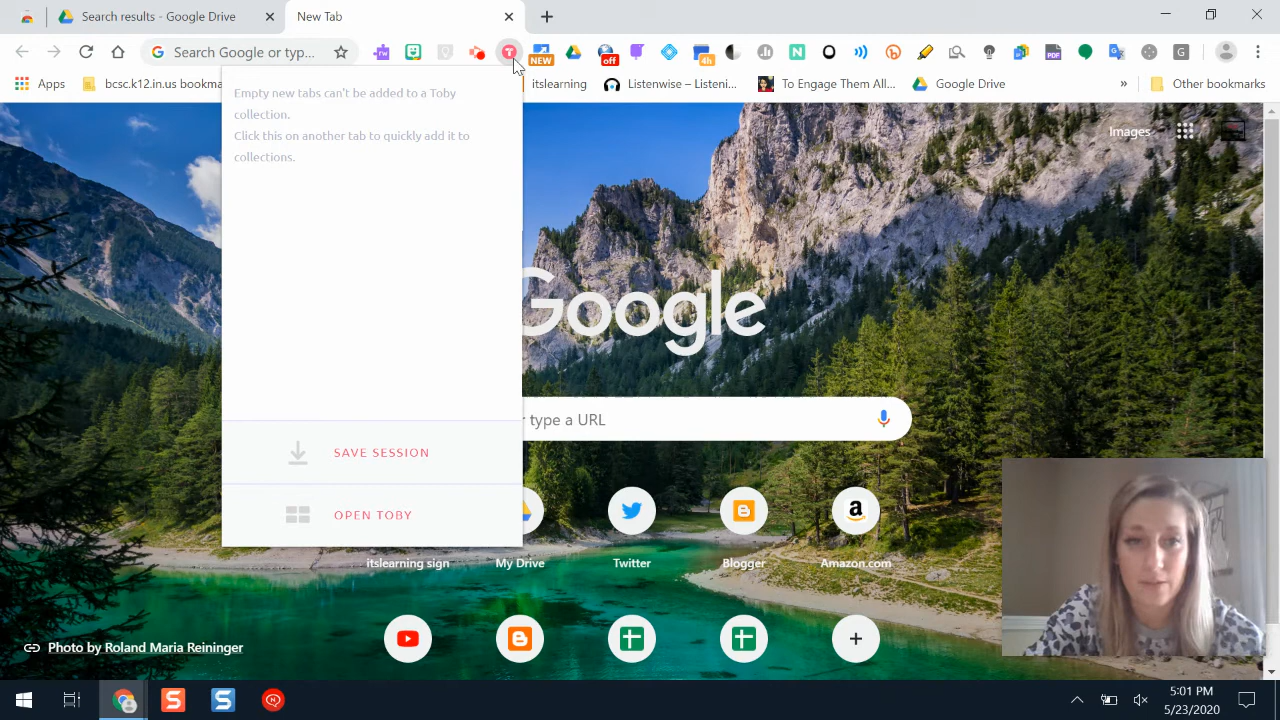 Search results - Google Drive
New Tab
Search Google or typ...
rw
T
NEW
off
4h
N
PDF
G
Apps
bcsc.k12.in.us bookma
itslearning
Listenwise – Listeni...
To Engage Them All...
Google Drive
»
Other bookmarks
Empty new tabs can't be added to a Toby
collection.
Click this on another tab to quickly add it to
collections.
Images
Google
r type a URL
SAVE SESSION
OPEN TOBY
itslearning sign
My Drive
Twitter
Blogger
Amazon.com
Photo by Roland Maria Reininger
S
S
N
5:01 PM
5/23/2020